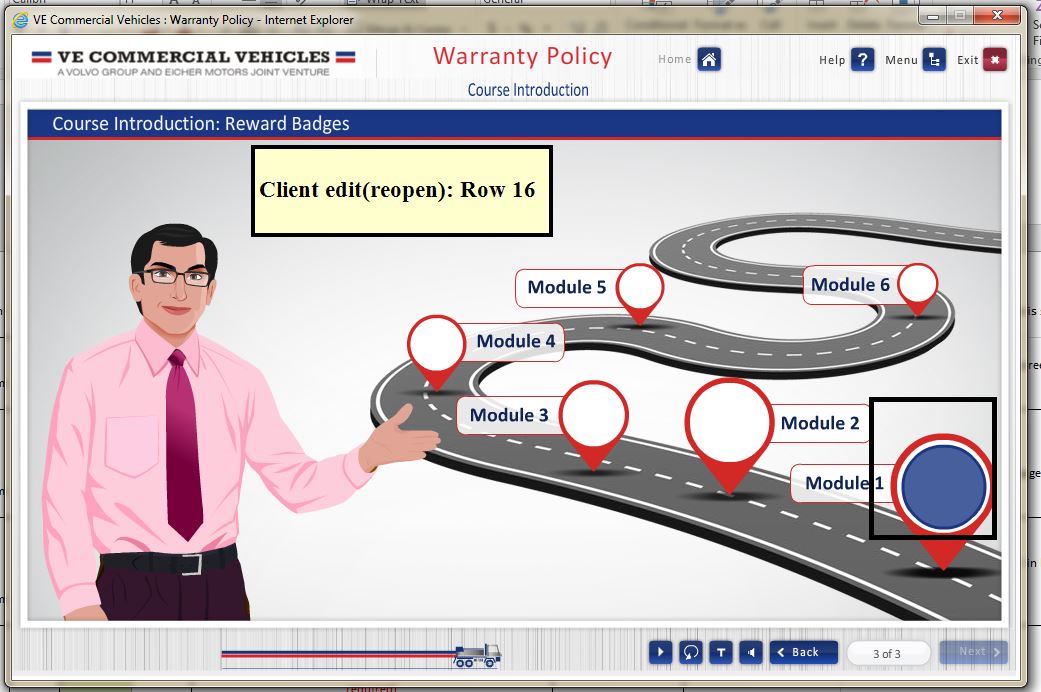 VE Commercial Vehicles : Warranty Policy - Internet Explorer
VE COMMERCIAL VEHICLES
A VOLVO GROUP AND EICHER MOTORS JOINT VENTURE
Warranty Policy
Home
Help ? Menu Exit
Course Introduction
Course Introduction: Reward Badges
Client edit(reopen): Row 16
Module 5
Module 6
Module 4
Module 3
Module 2
Module 1
T
Back
3 of 3
Next
required